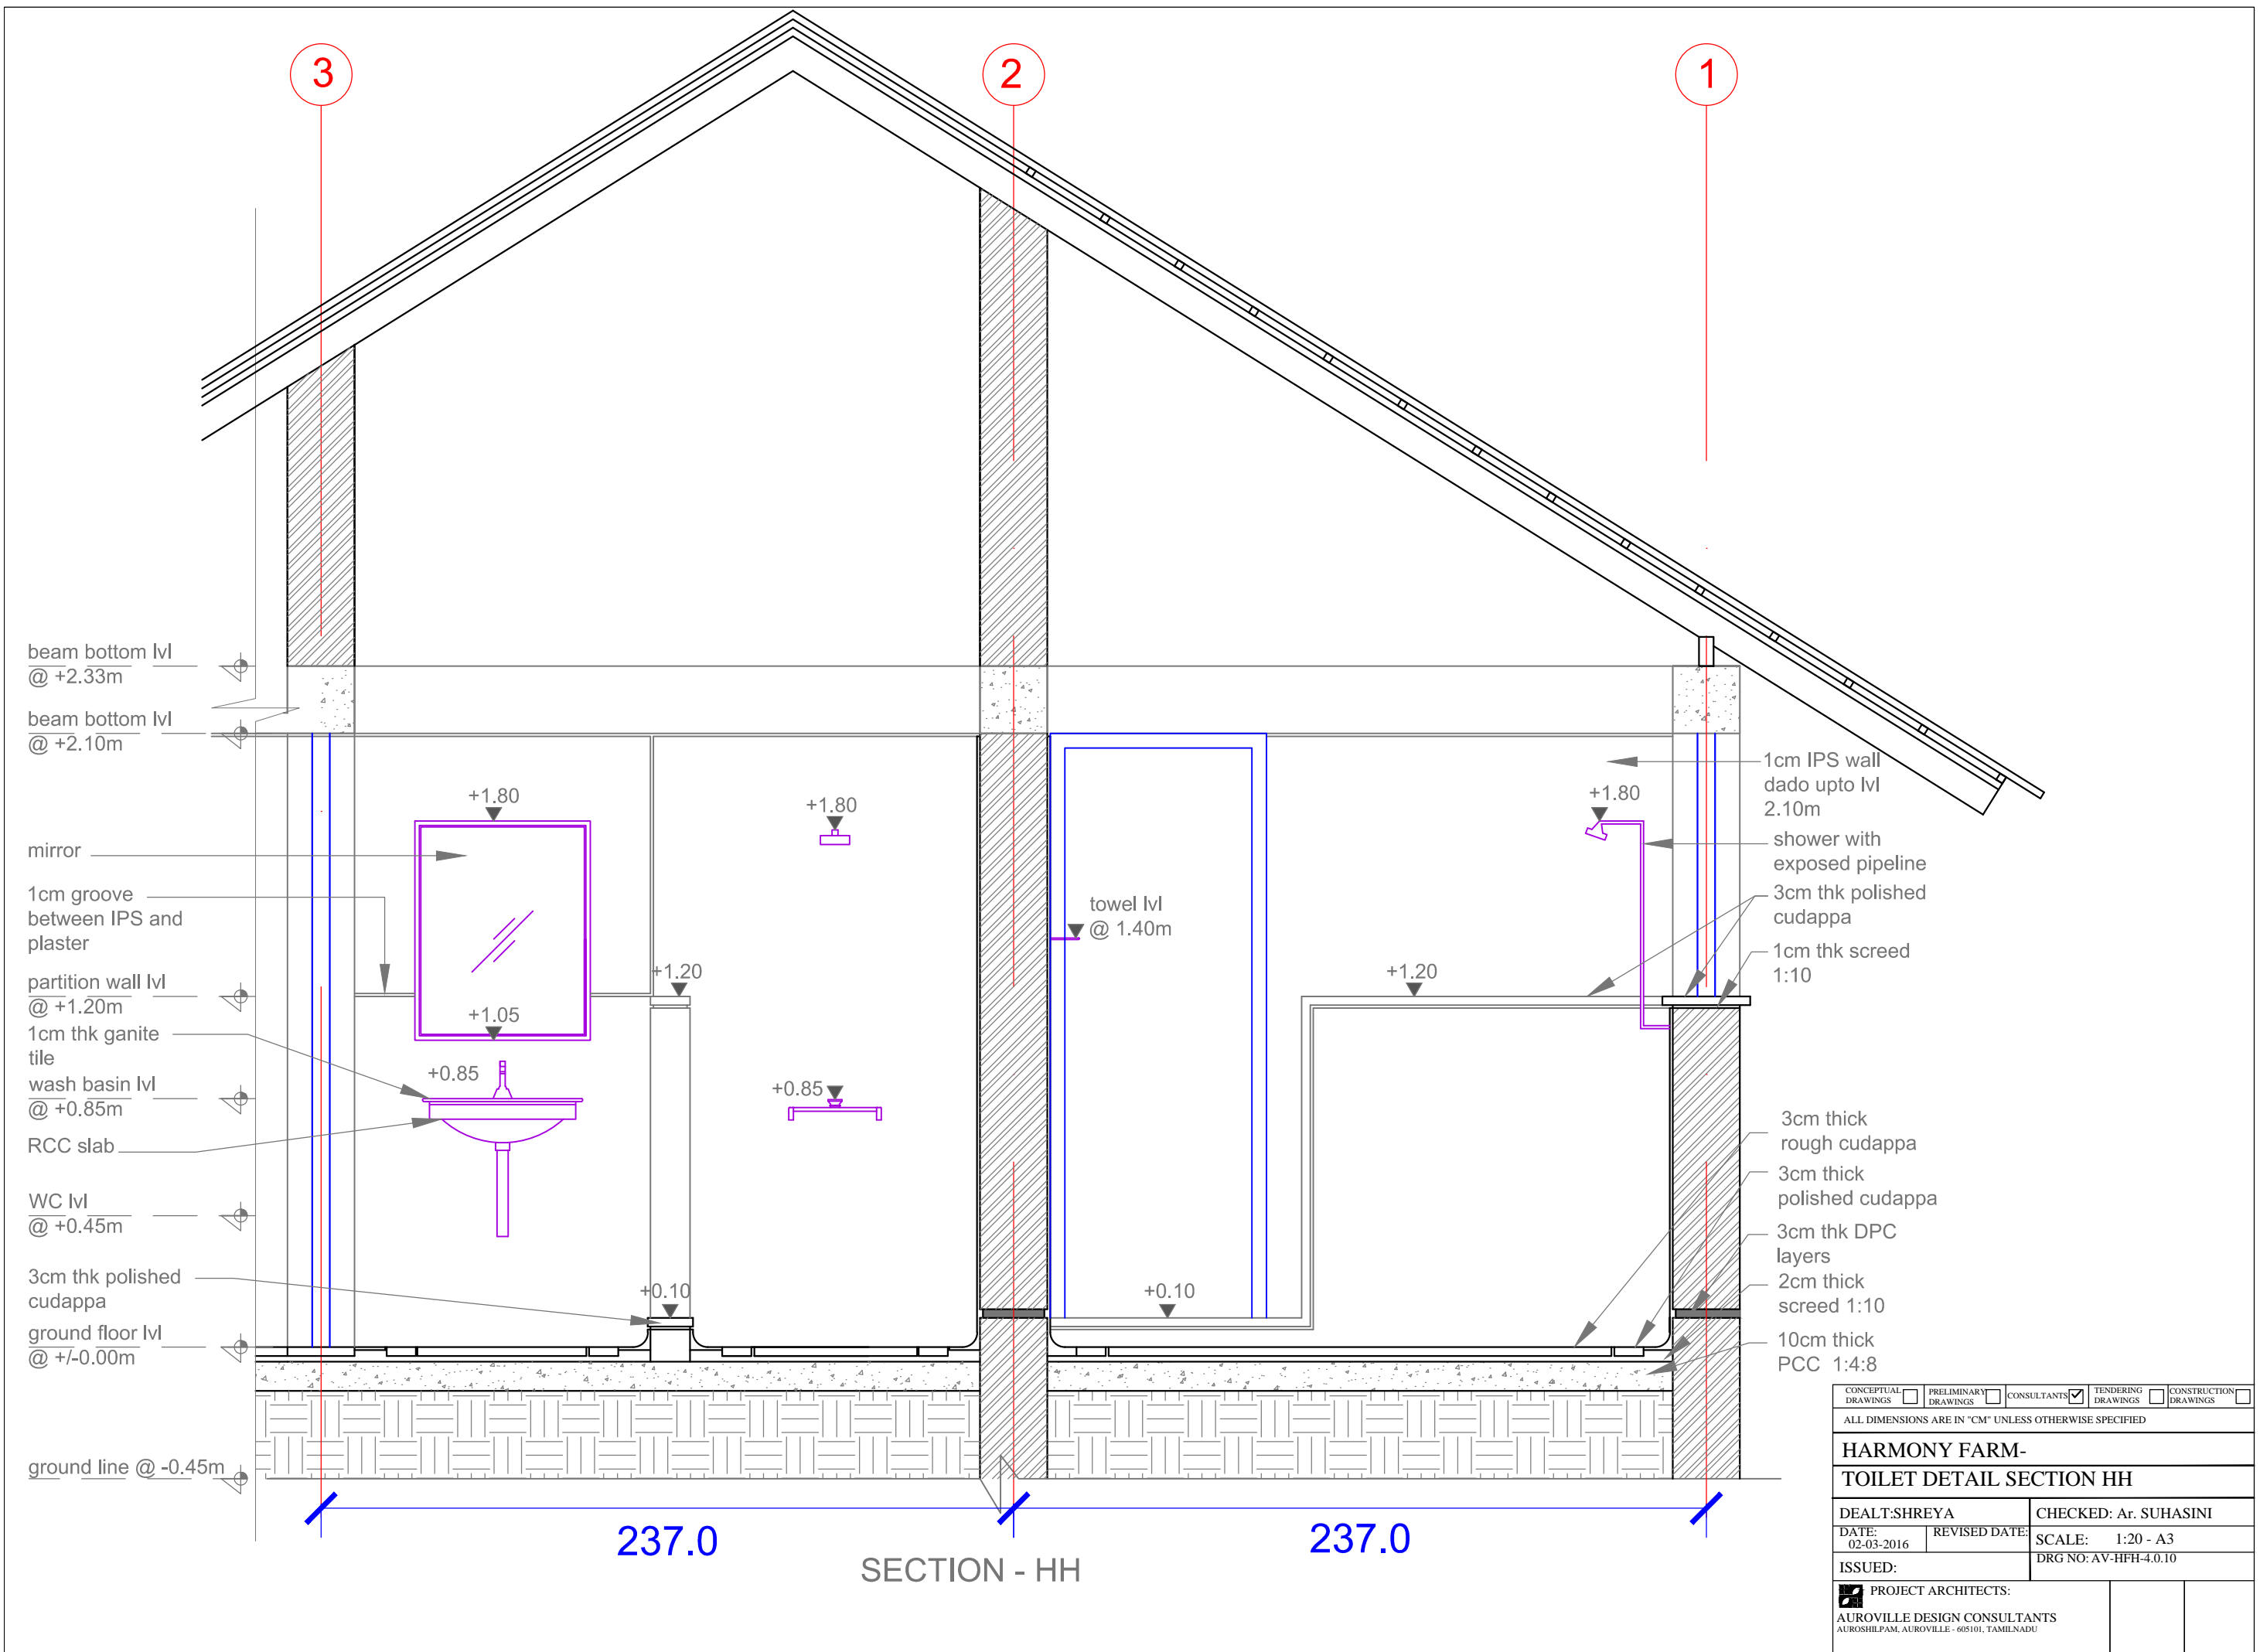 3
2
1
beam bottom lvl
@ +2.33m
beam bottom lvl
@ +2.10m
mirror
1cm groove
between IPS and
plaster
partition wall lvl
@ +1.20m
1cm thk ganite
tile
wash basin lvl
@ +0.85m
RCC slab
WC lvl
@ +0.45m
3cm thk polished
cudappa
ground floor lvl
@ +/-0.00m
ground line @ -0.45m
+1.80
+1.05
+0.85
+1.20
+0.10
+1.80
+0.85
towel lvl
@ 1.40m
+1.20
+0.10
+1.80
1cm IPS wall
dado upto lvl
2.10m
shower with
exposed pipeline
3cm thk polished
cudappa
1cm thk screed
1:10
3cm thick
rough cudappa
3cm thick
polished cudappa
3cm thk DPC
layers
2cm thick
screed 1:10
10cm thick
PCC 1:4:8
237.0
237.0
SECTION - HH
CONCEPTUAL
DRAWINGS
PRELIMINARY
DRAWINGS
CONSULTANTS
TENDERING
DRAWINGS
CONSTRUCTION
DRAWINGS
ALL DIMENSIONS ARE IN "CM" UNLESS OTHERWISE SPECIFIED
HARMONY FARM-
TOILET DETAIL SECTION HH
DEALT:SHREYA
CHECKED: Ar. SUHASINI
DATE:
02-03-2016
REVISED DATE:
SCALE: 1:20 - A3
ISSUED:
DRG NO: AV-HFH-4.0.10
PROJECT ARCHITECTS:
AUROVILLE DESIGN CONSULTANTS
AUROSHILPAM, AUROVILLE - 605101, TAMILNADU